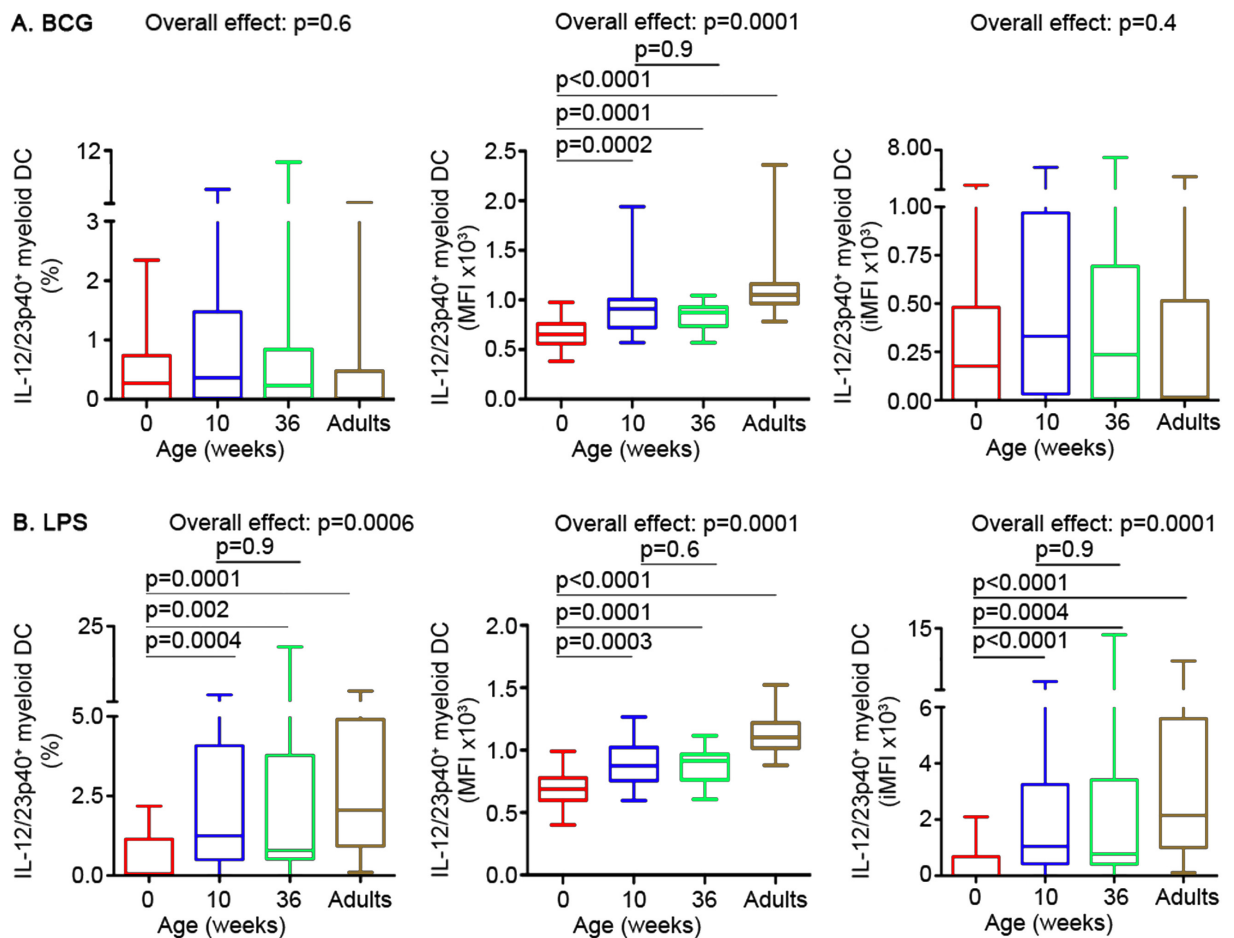 A. BCG
Overall effect: p=0.6
Overall effect: p=0.0001
Overall effect: p=0.4
p=0.9
p<0.0001
p=0.0001
p=0.0002
IL-12/23p40⁺ myeloid DC
(%)
12
3
2
1
0
0 10 36 Adults
Age (weeks)
IL-12/23p40⁺ myeloid DC
(MFI x10³)
2.5
2.0
1.5
1.0
0.5
0.0
0 10 36 Adults
Age (weeks)
IL-12/23p40⁺ myeloid DC
(iMFI x10³)
8.00
1.00
0.75
0.50
0.25
0.00
0 10 36 Adults
Age (weeks)
B. LPS
Overall effect: p=0.0006
p=0.9
p=0.0001
p=0.002
p=0.0004
IL-12/23p40⁺ myeloid DC
(%)
25
5.0
2.5
0.0
0 10 36 Adults
Age (weeks)
Overall effect: p=0.0001
p=0.6
p<0.0001
p=0.0001
p=0.0003
IL-12/23p40⁺ myeloid DC
(MFI x10³)
2.0
1.5
1.0
0.5
0.0
0 10 36 Adults
Age (weeks)
Overall effect: p=0.0001
p=0.9
p<0.0001
p=0.0004
p<0.0001
IL-12/23p40⁺ myeloid DC
(iMFI x10³)
15
6
4
2
0
0 10 36 Adults
Age (weeks)